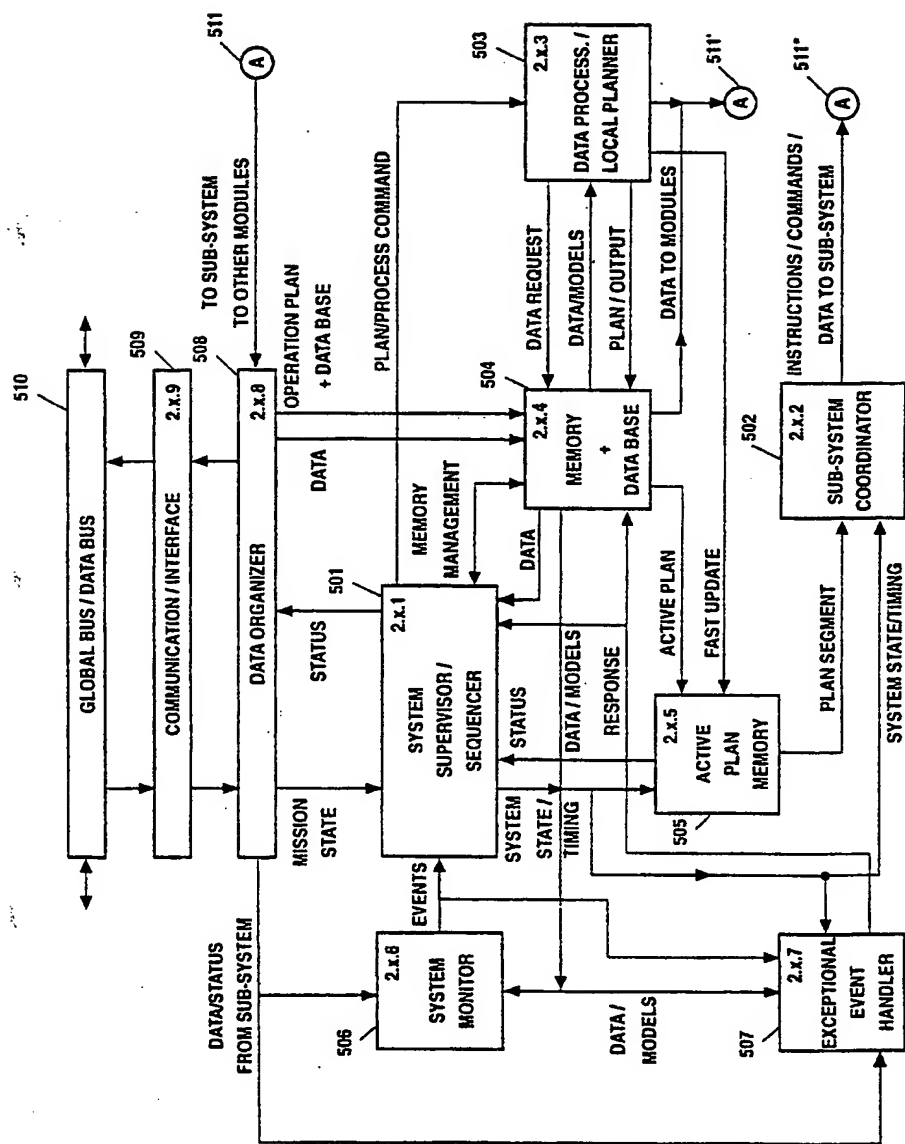 510
GLOBAL BUS / DATA BUS
509
2.x.9
COMMUNICATION / INTERFACE
508
2.x.8
DATA ORGANIZER
511
A
TO SUB-SYSTEM
TO OTHER MODULES
DATA/STATUS
FROM SUB-SYSTEM
MISSION
STATE
STATUS
DATA
OPERATION PLAN
+ DATA BASE
PLAN/PROCESS COMMAND
MEMORY
MANAGEMENT
506
2.x.6
SYSTEM
MONITOR
EVENTS
501
2.x.1
SYSTEM
SUPERVISOR /
SEQUENCER
DATA
504
2.x.4
MEMORY
+
DATA BASE
DATA REQUEST
DATA/MODELS
PLAN / OUTPUT
503
2.x.3
DATA PROCESS. /
LOCAL PLANNER
DATA TO MODULES
511'
A
SYSTEM
STATE /
TIMING
STATUS
DATA / MODELS
RESPONSE
ACTIVE PLAN
FAST UPDATE
DATA /
MODELS
507
2.x.7
EXCEPTIONAL
EVENT
HANDLER
505
2.x.5
ACTIVE
PLAN
MEMORY
PLAN SEGMENT
SYSTEM STATE/TIMING
502
2.x.2
SUB-SYSTEM
COORDINATOR
INSTRUCTIONS / COMMANDS /
DATA TO SUB-SYSTEM
511"
A